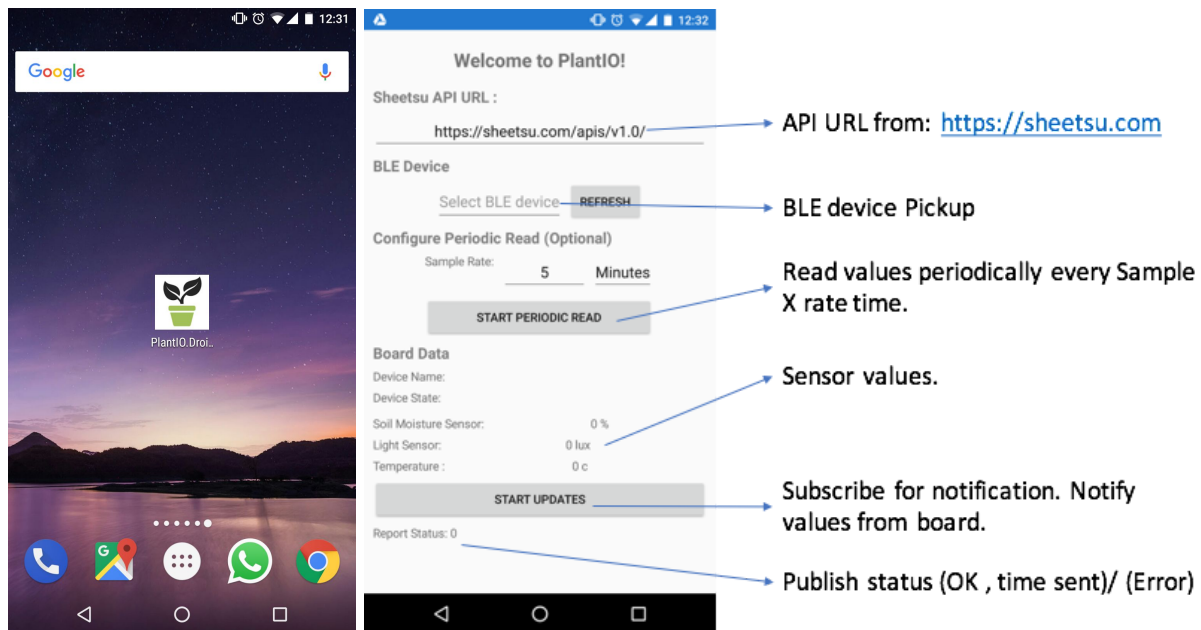 12:31
Google
PlantIO.Droi..
G
12:32
Welcome to PlantIO!
Sheetsu API URL :
https://sheetsu.com/apis/v1.0/
BLE Device
Select BLE device REFRESH
Configure Periodic Read (Optional)
Sample Rate: 5 Minutes
START PERIODIC READ
Board Data
Device Name:
Device State:
Soil Moisture Sensor: 0 %
Light Sensor: 0 lux
Temperature : 0 c
START UPDATES
Report Status: 0
API URL from: https://sheetsu.com
BLE device Pickup
Read values periodically every Sample
X rate time.
Sensor values.
Subscribe for notification. Notify
values from board.
Publish status (OK , time sent)/ (Error)